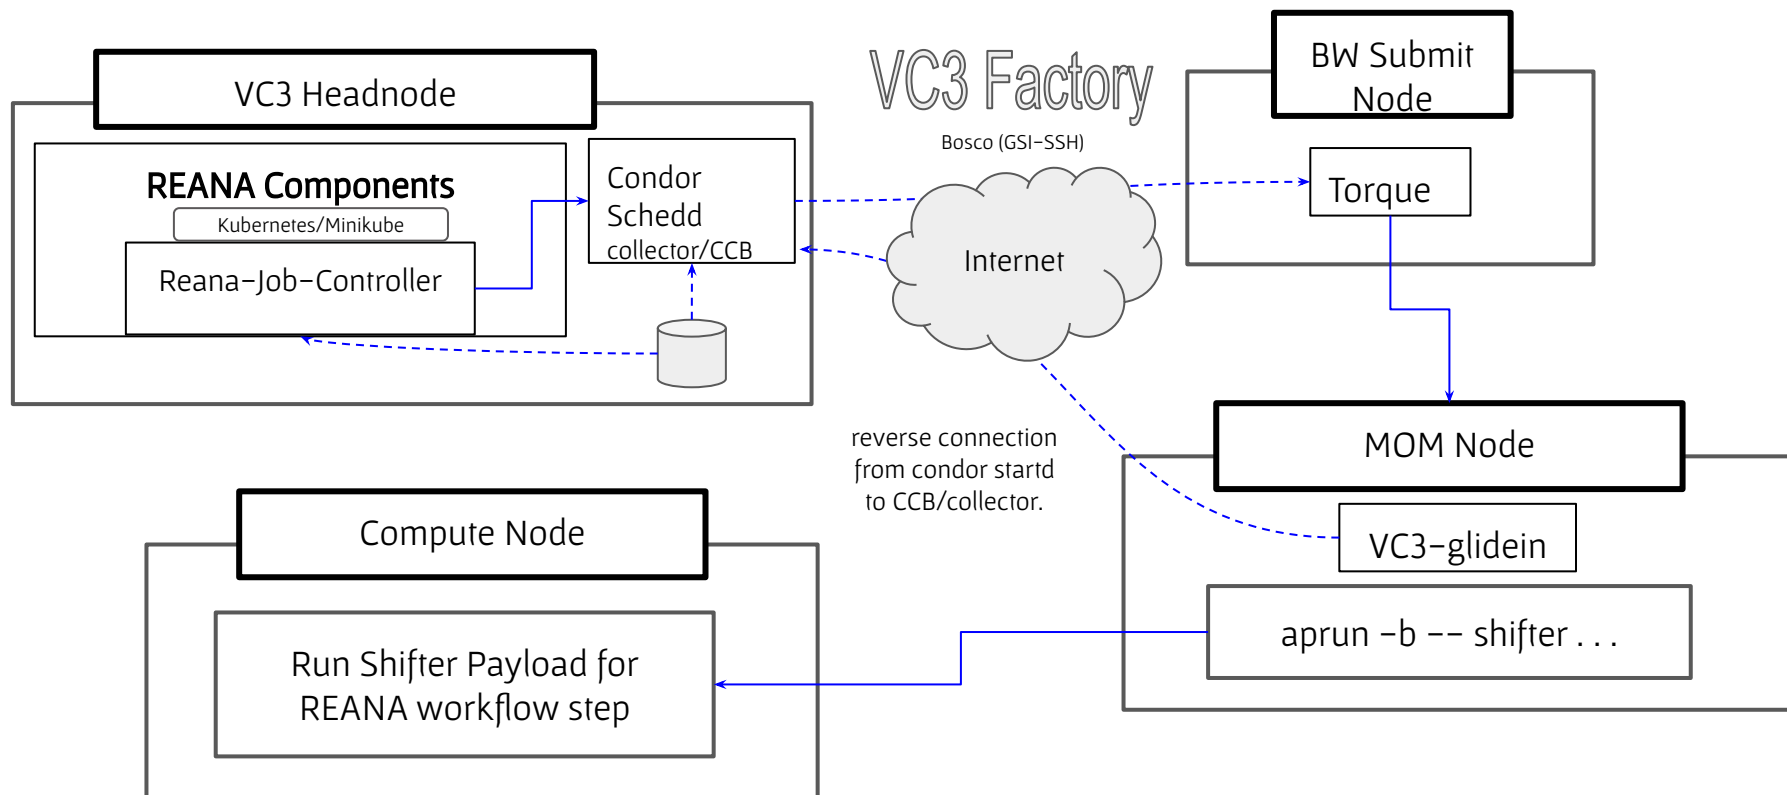 VC3 Headnode
REANA Components
Kubernetes/Minikube
Reana-Job-Controller
Condor
Schedd
collector/CCB
VC3 Factory
Bosco (GSI-SSH)
Internet
BW Submit
Node
Torque
reverse connection
from condor startd
to CCB/collector.
MOM Node
VC3-glidein
aprun -b -- shifter . . .
Compute Node
Run Shifter Payload for
REANA workflow step